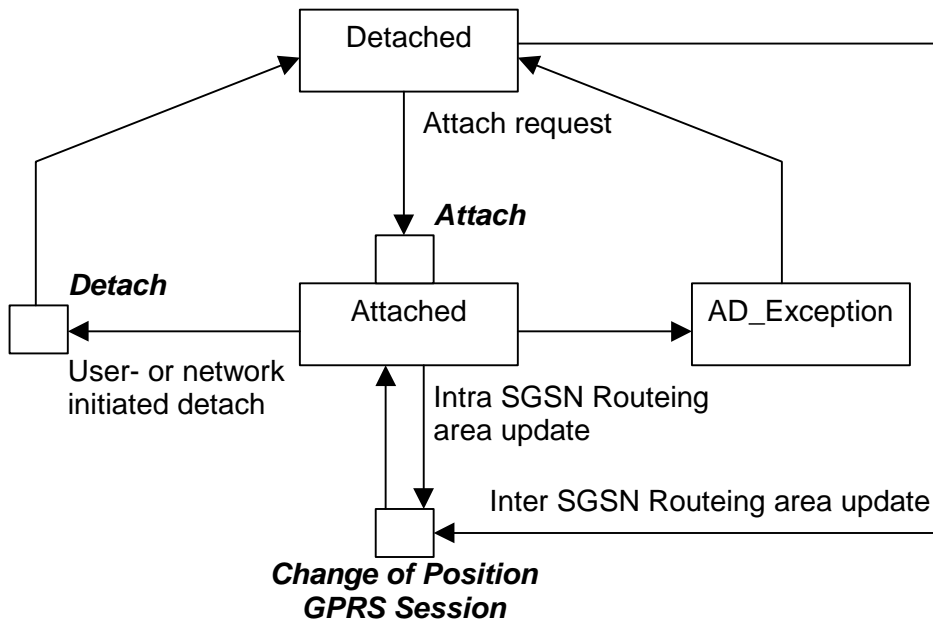 Detached
Attach request
Attach
Detach
Attached
AD_Exception
User- or network
initiated detach
Intra SGSN Routeing
area update
Inter SGSN Routeing area update
Change of Position
GPRS Session